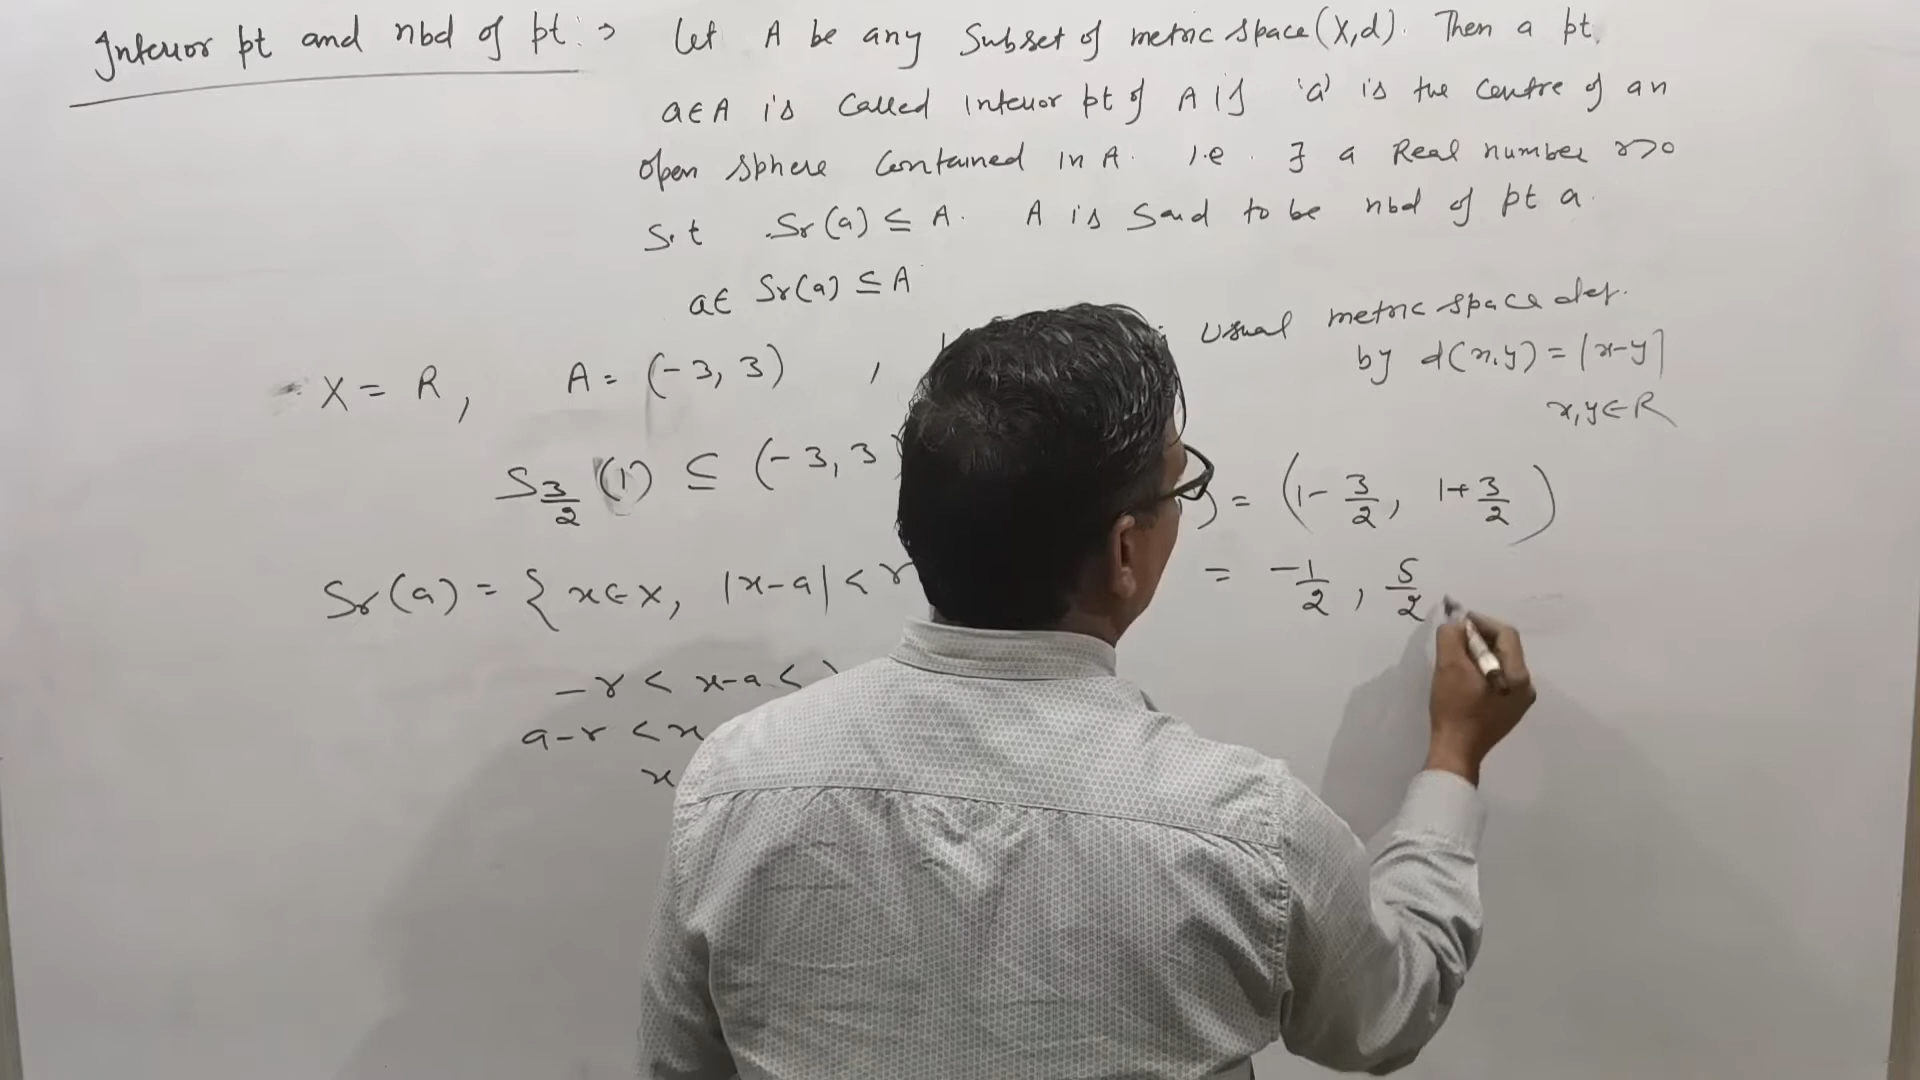 Interior pt and nbd of pt :→ Let A be any Subset of metric space (X,d). Then a pt.
a∈A is Called interior pt of A if 'a' is the Centre of an
open sphere Contained in A. i.e. ∃ a Real number r>0
S.t Sr(a) ⊆ A. A is Said to be nbd of pt a.
a∈ Sr(a) ⊆ A
usual metric space def.
by d(x,y) = |x-y|
X = R, A = (-3, 3) ,
x,y∈R
S3/2 (1) ⊆ (-3, 3
) = (1 - 3/2, 1+3/2)
Sr(a) = { x∈X, |x-a| < r
= -1/2, 5/2
-r < x-a <
a-r < x
x